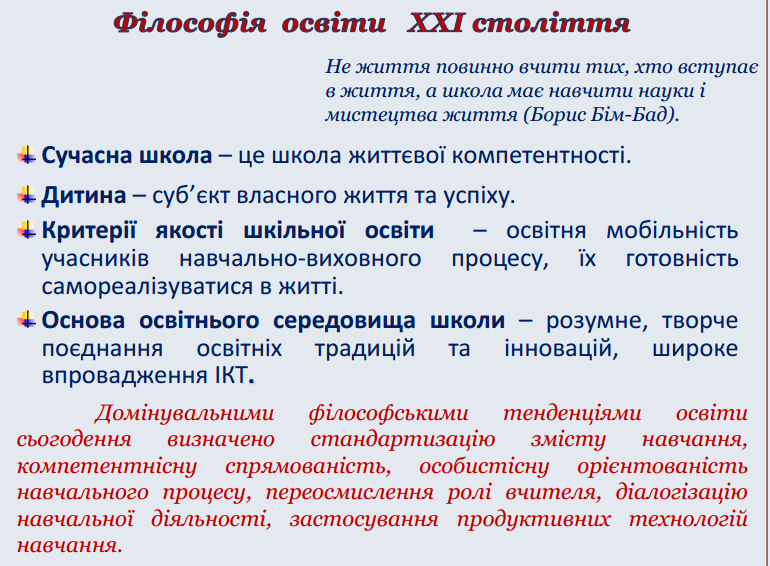 Філософія освіти XXI століття
Не життя повинно вчити тих, хто вступає
в життя, а школа має навчити науки і
мистецтва життя (Борис Бім-Бад).
Сучасна школа – це школа життєвої компетентності.
Дитина – суб’єкт власного життя та успіху.
Критерії якості шкільної освіти – освітня мобільність
учасників навчально-виховного процесу, їх готовність
самореалізуватися в житті.
Основа освітнього середовища школи – розумне, творче
поєднання освітніх традицій та інновацій, широке
впровадження ІКТ.
Домінувальними філософськими тенденціями освіти
сьогодення визначено стандартизацію змісту навчання,
компетентнісну спрямованість, особистісну орієнтованість
навчального процесу, переосмислення ролі вчителя, діалогізацію
навчальної діяльності, застосування продуктивних технологій
навчання.